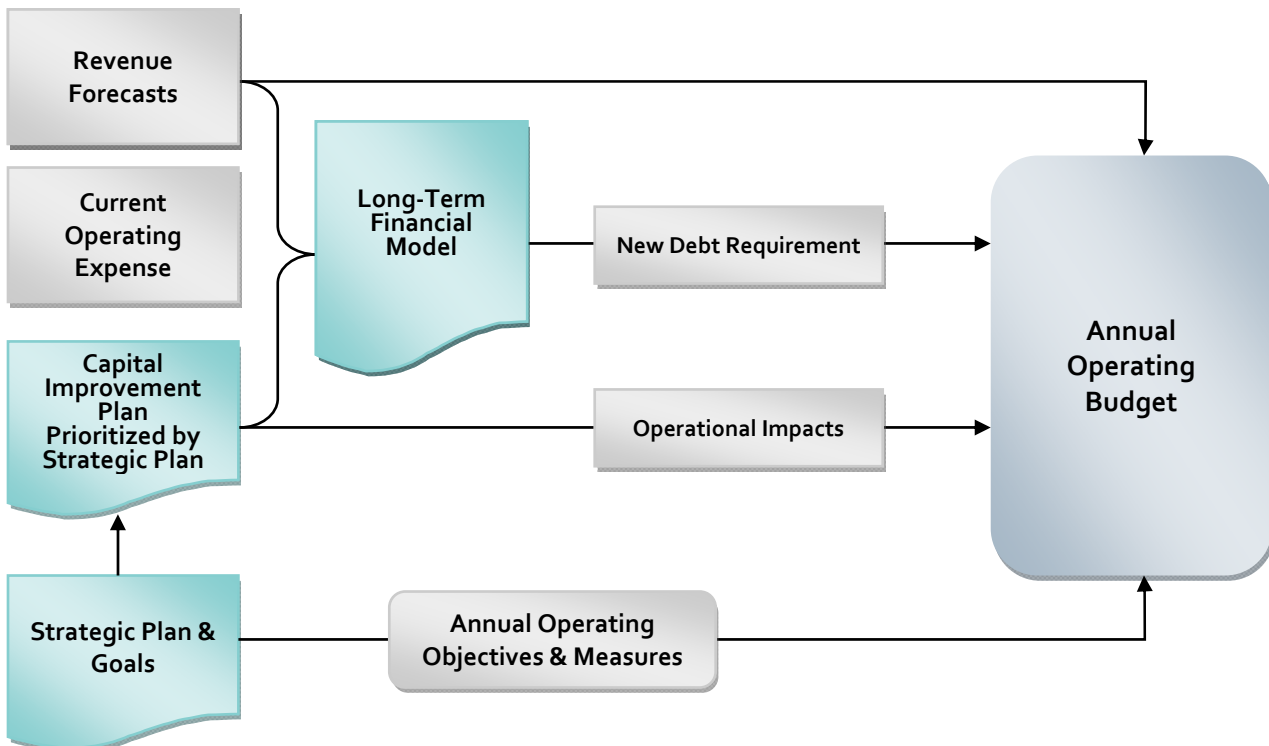 Revenue
Forecasts
Current
Operating
Expense
Long-Term
Financial
Model
New Debt Requirement
Capital
Improvement
Plan
Prioritized by
Strategic Plan
Operational Impacts
Annual
Operating
Budget
Strategic Plan &
Goals
Annual Operating
Objectives & Measures